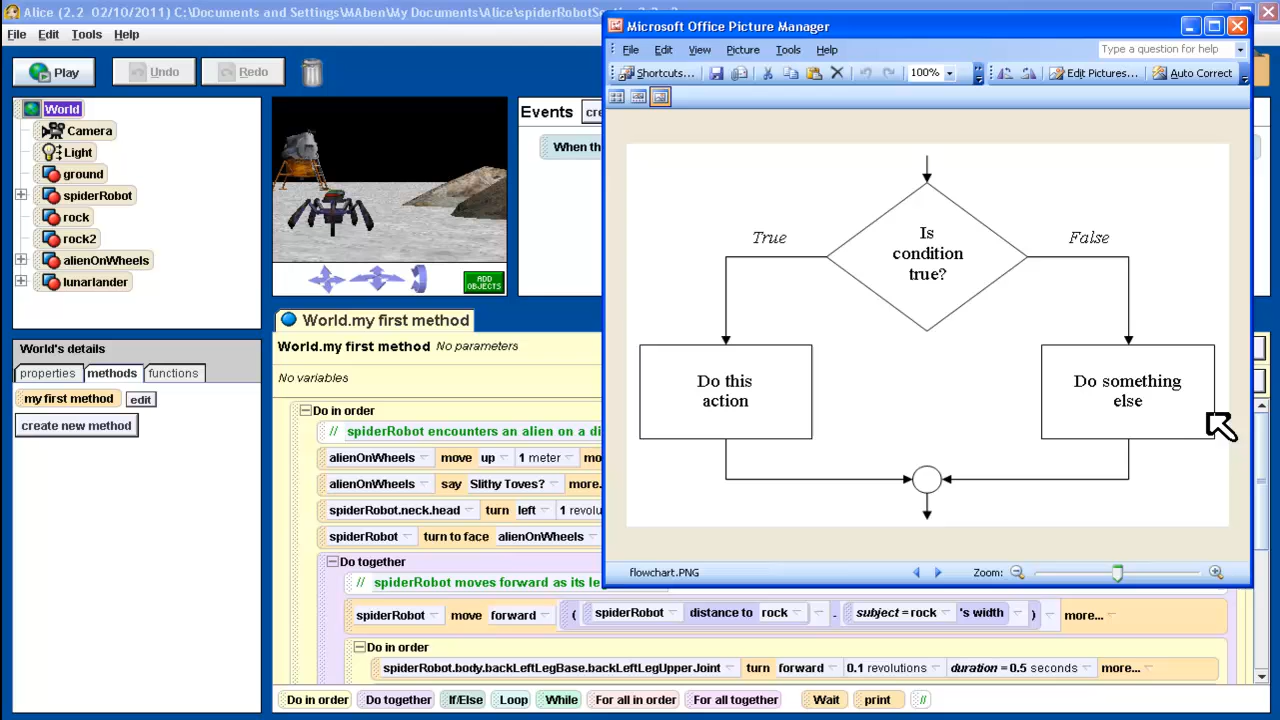 Alice (2.2 02/10/2011) C:\Documents and Settings\MAben\My Documents\Alice\
File Edit Tools Help
Play Undo Redo
World
Camera
Light
ground
spiderRobot
rock
rock2
alienOnWheels
lunarlander
World's details
properties methods functions
my first method edit
create new method
ADD
OBJECTS
Events cre
When th
World.my first method
World.my first method No parameters
No variables
Do in order
// spiderRobot encounters an alien on a di
alienOnWheels move up 1 meter mo
alienOnWheels say Slithy Toves? more.
spiderRobot.neck.head turn left 1 revolu
spiderRobot turn to face alienOnWheels
Do together
// spiderRobot moves forward as its le
spiderRobot move forward ( spiderRobot distance to rock - subject = rock 's width ) more...
Do in order
spiderRobot.body.backLeftLegBase.backLeftLegUpperJoint turn forward 0.1 revolutions duration = 0.5 seconds more...
Do in order Do together If/Else Loop While For all in order For all together Wait print //
Microsoft Office Picture Manager
File Edit View Picture Tools Help Type a question for help
Shortcuts... 100% Edit Pictures... Auto Correct
Is
condition
true?
True False
Do this
action
Do something
else
flowchart.PNG Zoom: